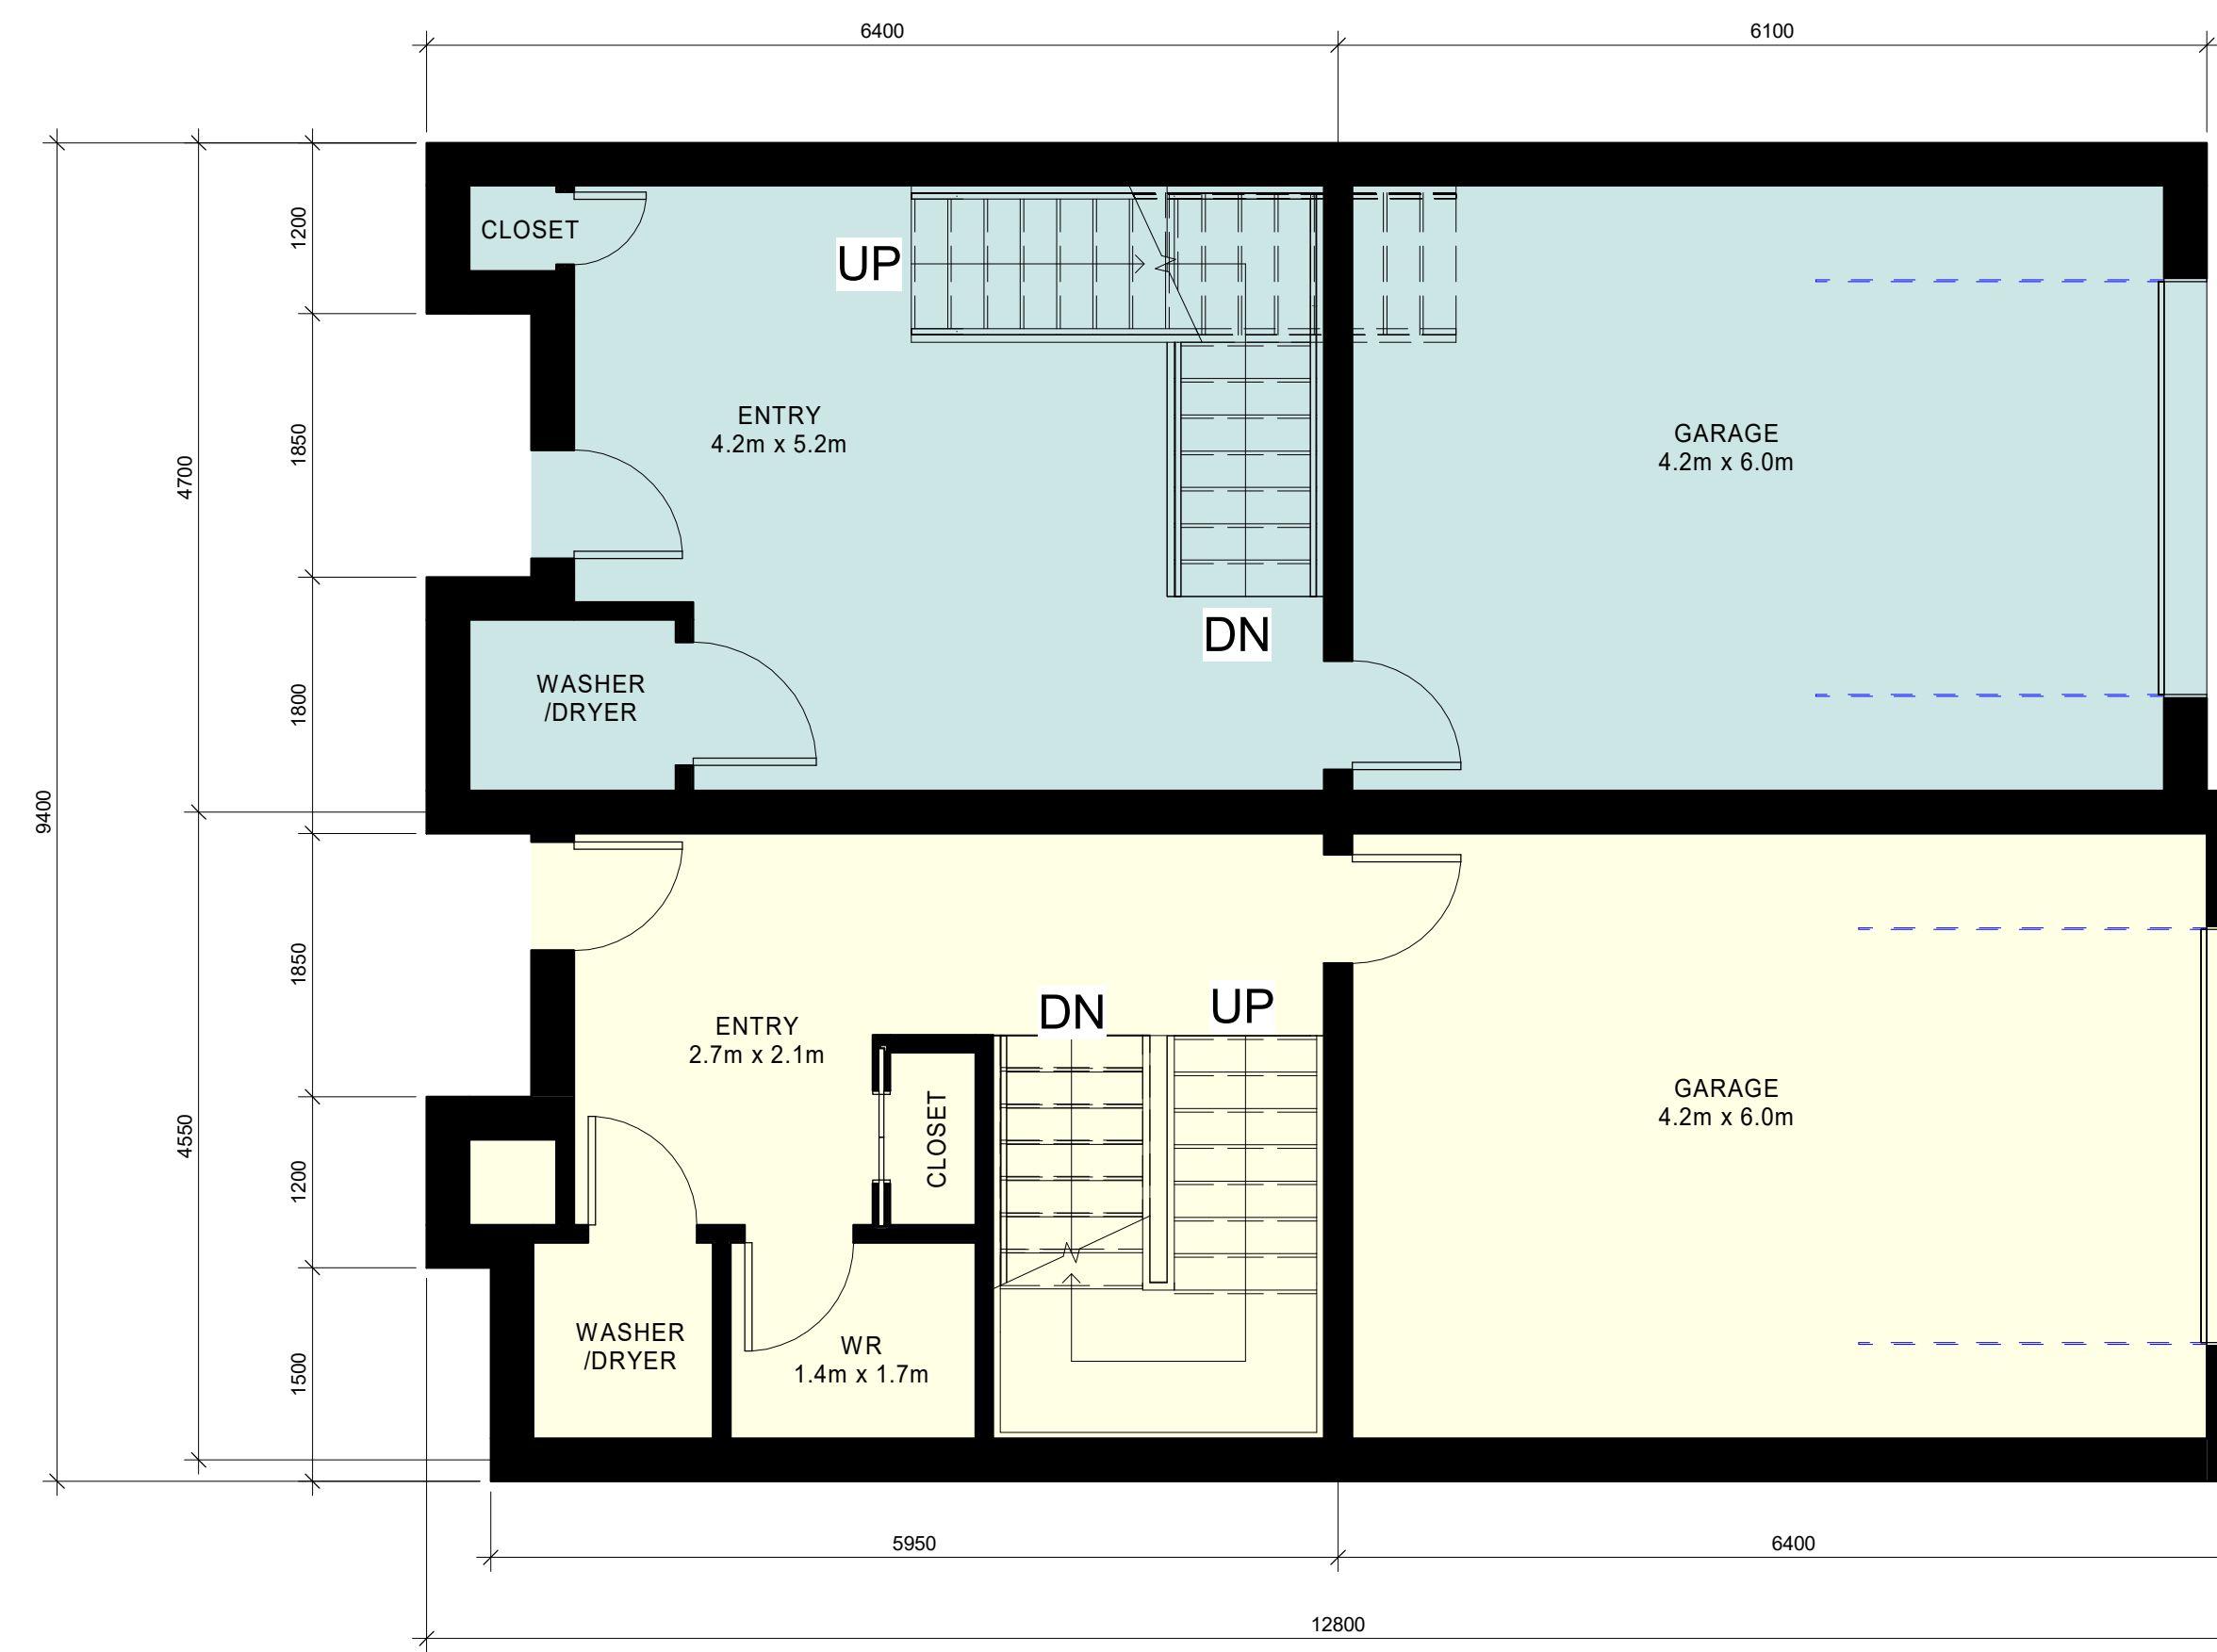 6400
6100
CLOSET
1200
UP
ENTRY
4.2m x 5.2m
GARAGE
4.2m x 6.0m
1850
4700
DN
WASHER
/DRYER
1800
9400
1850
DN
UP
ENTRY
2.7m x 2.1m
CLOSET
GARAGE
4.2m x 6.0m
4550
1200
WASHER
/DRYER
WR
1.4m x 1.7m
1500
5950
6400
12800